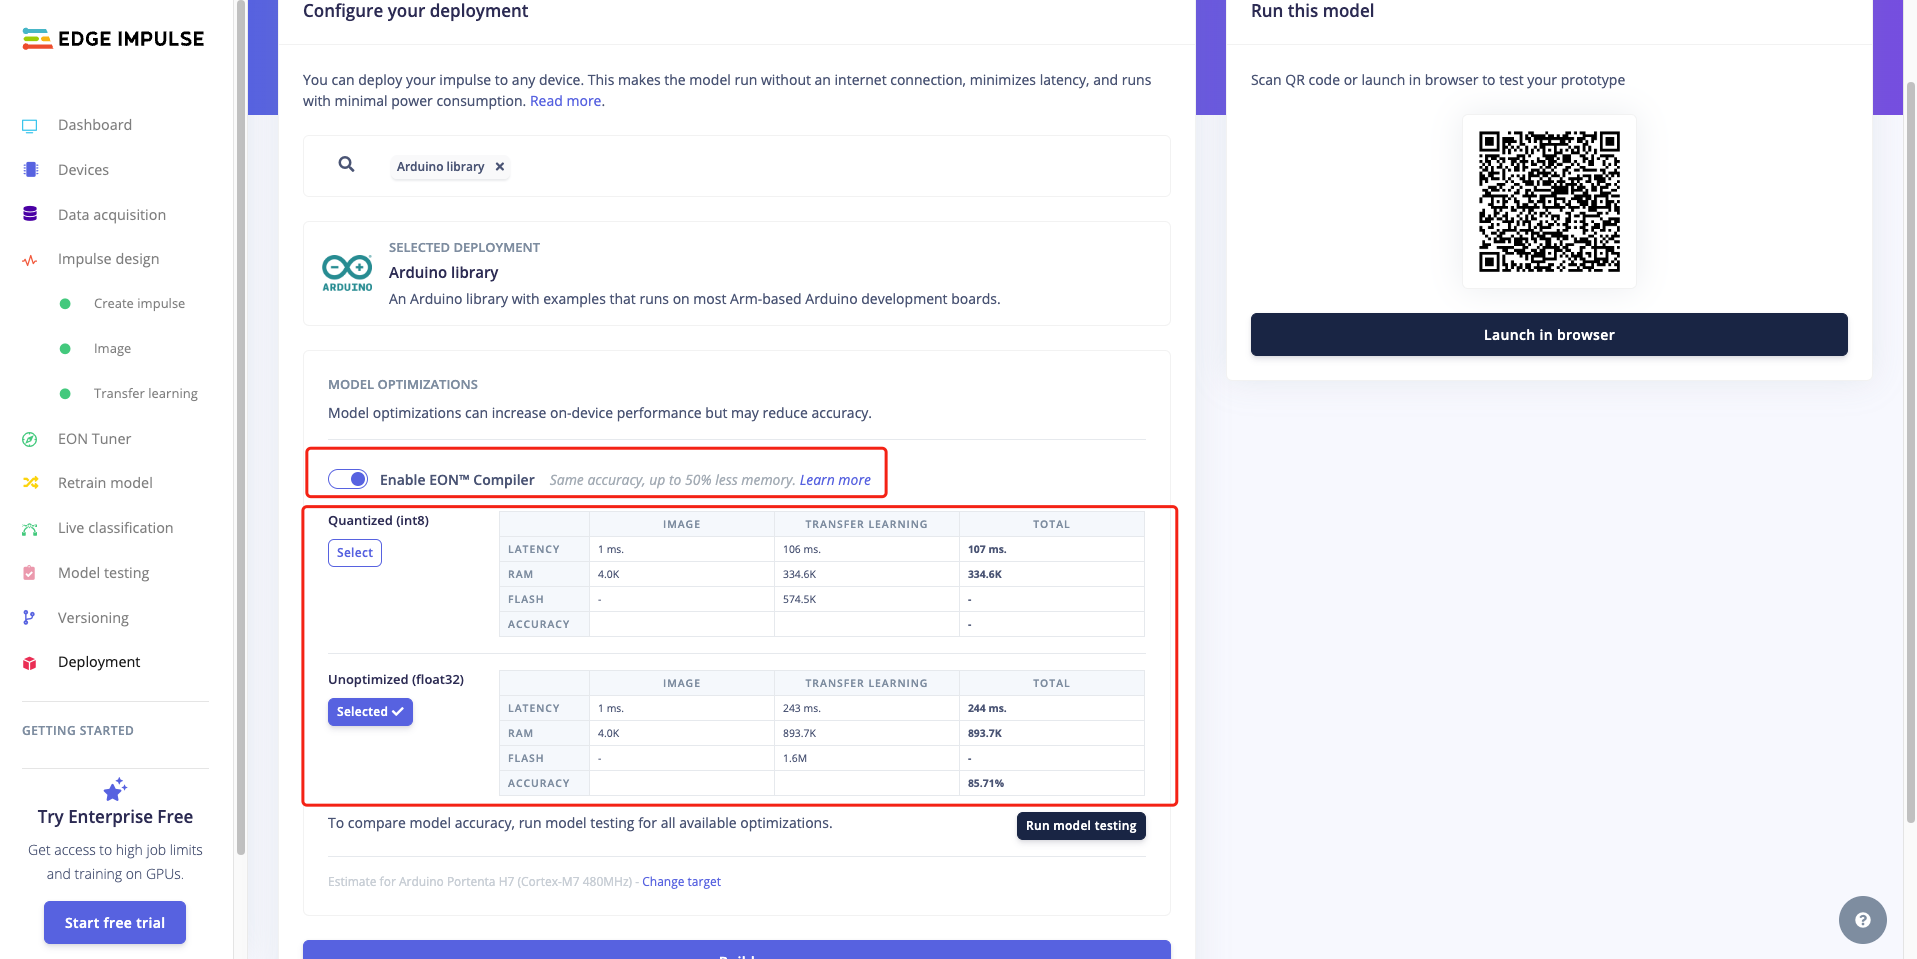 EDGE IMPULSE
Dashboard
Devices
Data acquisition
Impulse design
Create impulse
Image
Transfer learning
EON Tuner
Retrain model
Live classification
Model testing
Versioning
Deployment
GETTING STARTED
Try Enterprise Free
Get access to high job limits
and training on GPUs.
Start free trial
Configure your deployment
You can deploy your impulse to any device. This makes the model run without an internet connection, minimizes latency, and runs
with minimal power consumption. Read more.
Arduino library ×
SELECTED DEPLOYMENT
Arduino library
An Arduino library with examples that runs on most Arm-based Arduino development boards.
ARDUINO
MODEL OPTIMIZATIONS
Model optimizations can increase on-device performance but may reduce accuracy.
Enable EON™ Compiler Same accuracy, up to 50% less memory. Learn more
Quantized (int8)
Select
IMAGE TRANSFER LEARNING TOTAL
LATENCY 1 ms. 106 ms. 107 ms.
RAM 4.0K 334.6K 334.6K
FLASH - 574.5K -
ACCURACY -
Unoptimized (float32)
Selected ✓
IMAGE TRANSFER LEARNING TOTAL
LATENCY 1 ms. 243 ms. 244 ms.
RAM 4.0K 893.7K 893.7K
FLASH - 1.6M -
ACCURACY 85.71%
To compare model accuracy, run model testing for all available optimizations.
Run model testing
Estimate for Arduino Portenta H7 (Cortex-M7 480MHz) - Change target
Run this model
Scan QR code or launch in browser to test your prototype
Launch in browser
?